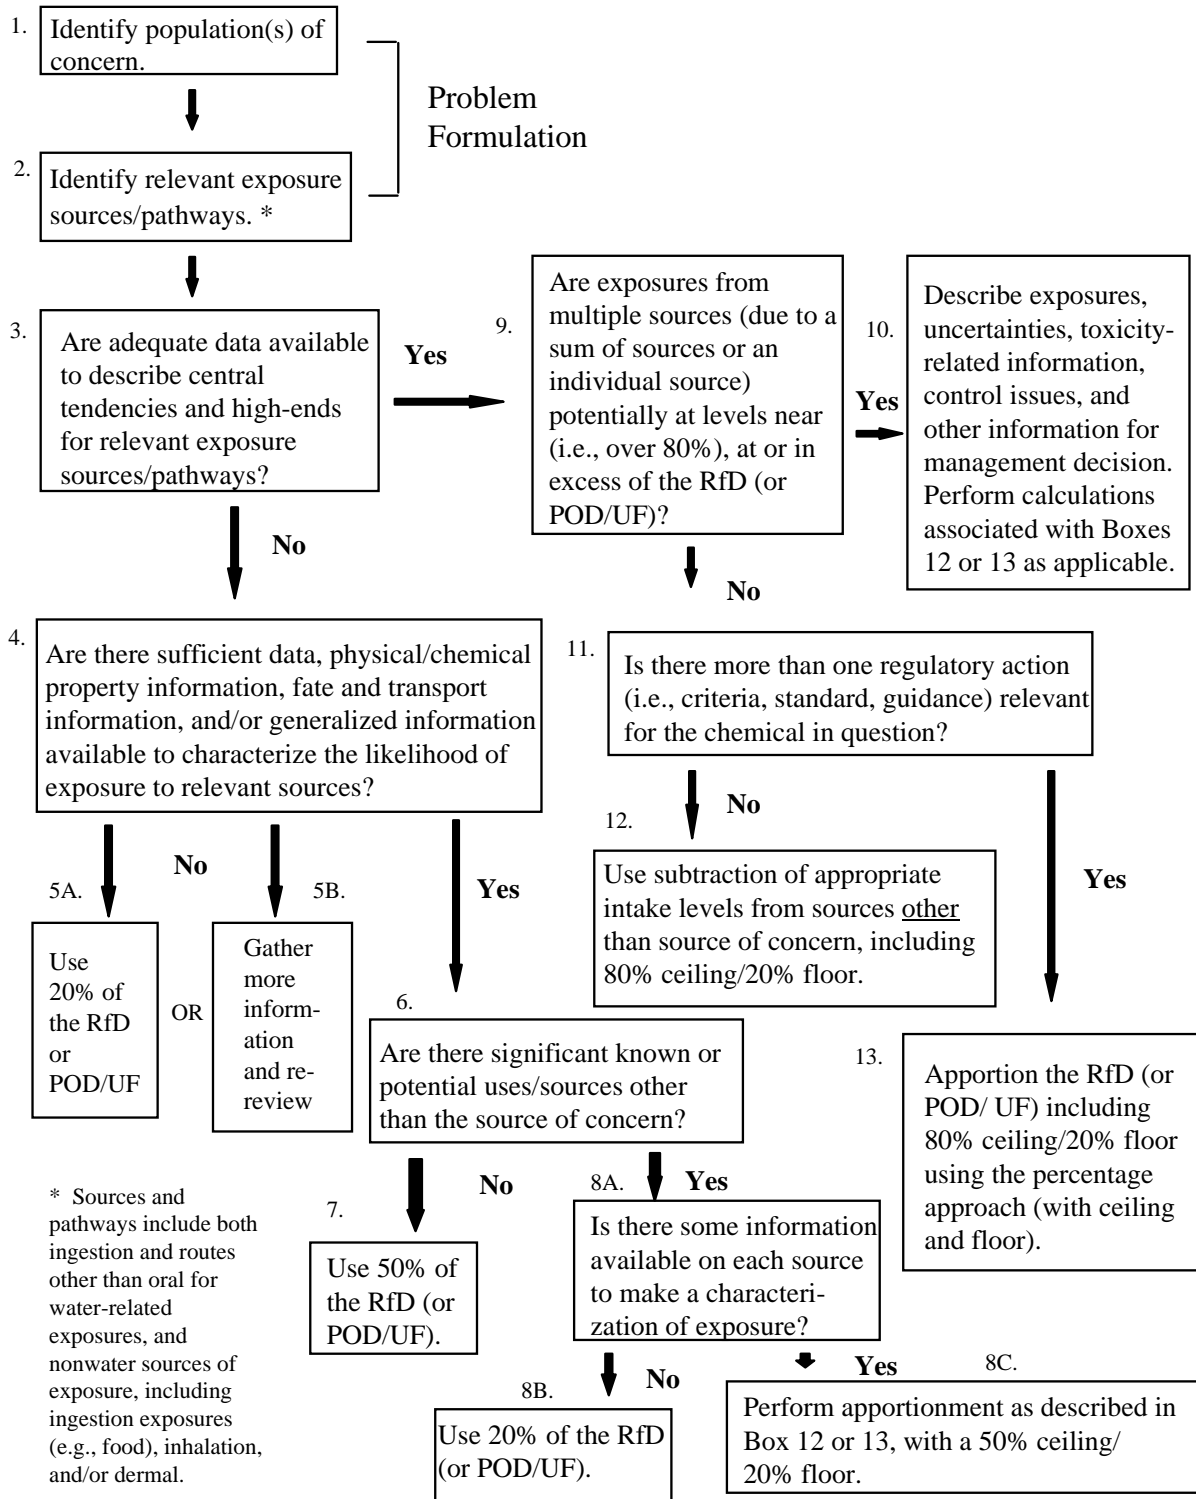 1.
Identify population(s) of
concern.
Problem
Formulation
2.
Identify relevant exposure
sources/pathways. *
3.
Are adequate data available
to describe central
tendencies and high-ends
for relevant exposure
sources/pathways?
Yes
No
9.
Are exposures from
multiple sources (due to a
sum of sources or an
individual source)
potentially at levels near
(i.e., over 80%), at or in
excess of the RfD (or
POD/UF)?
Yes
No
10.
Describe exposures,
uncertainties, toxicity-
related information,
control issues, and
other information for
management decision.
Perform calculations
associated with Boxes
12 or 13 as applicable.
4.
Are there sufficient data, physical/chemical
property information, fate and transport
information, and/or generalized information
available to characterize the likelihood of
exposure to relevant sources?
No
Yes
5A.
Use
20% of
the RfD
or
POD/UF
OR
5B.
Gather
more
inform-
ation
and re-
review
11.
Is there more than one regulatory action
(i.e., criteria, standard, guidance) relevant
for the chemical in question?
No
Yes
12.
Use subtraction of appropriate
intake levels from sources other
than source of concern, including
80% ceiling/20% floor.
13.
Apportion the RfD (or
POD/ UF) including
80% ceiling/20% floor
using the percentage
approach (with ceiling
and floor).
6.
Are there significant known or
potential uses/sources other
than the source of concern?
No
Yes
7.
Use 50% of
the RfD (or
POD/UF).
8A.
Is there some information
available on each source
to make a characteri-
zation of exposure?
No
Yes
8B.
Use 20% of the RfD
(or POD/UF).
8C.
Perform apportionment as described in
Box 12 or 13, with a 50% ceiling/
20% floor.
* Sources and
pathways include both
ingestion and routes
other than oral for
water-related
exposures, and
nonwater sources of
exposure, including
ingestion exposures
(e.g., food), inhalation,
and/or dermal.